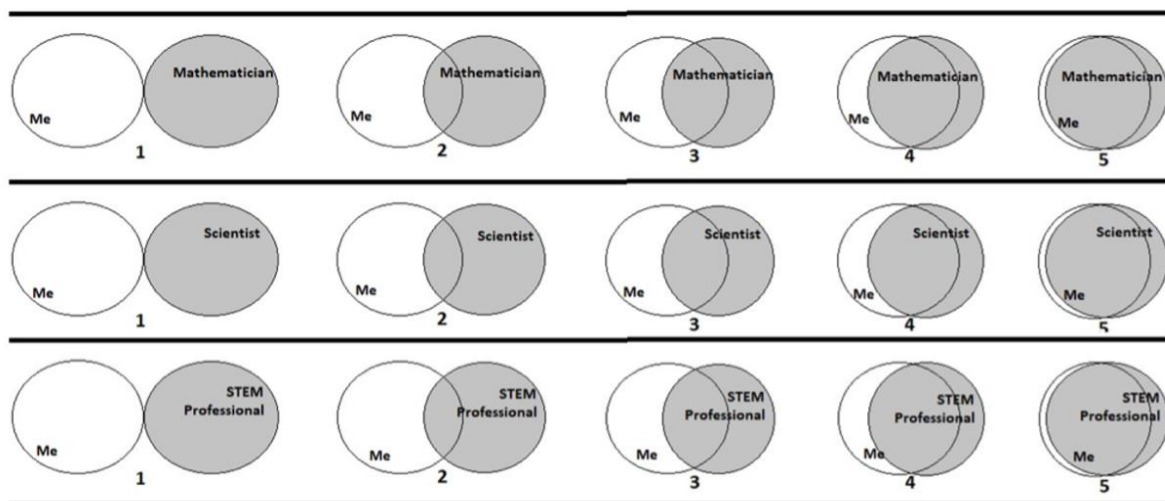 Mathematician Mathematician Mathematician Mathematician Mathematician
Me Me Me Me Me
1 2 3 4 5
Scientist Scientist Scientist Scientist Scientist
Me Me Me Me Me
1 2 3 4 5
STEM STEM STEM STEM STEM
Professional Professional Professional Professional Professional
Me Me Me Me Me
1 2 3 4 5